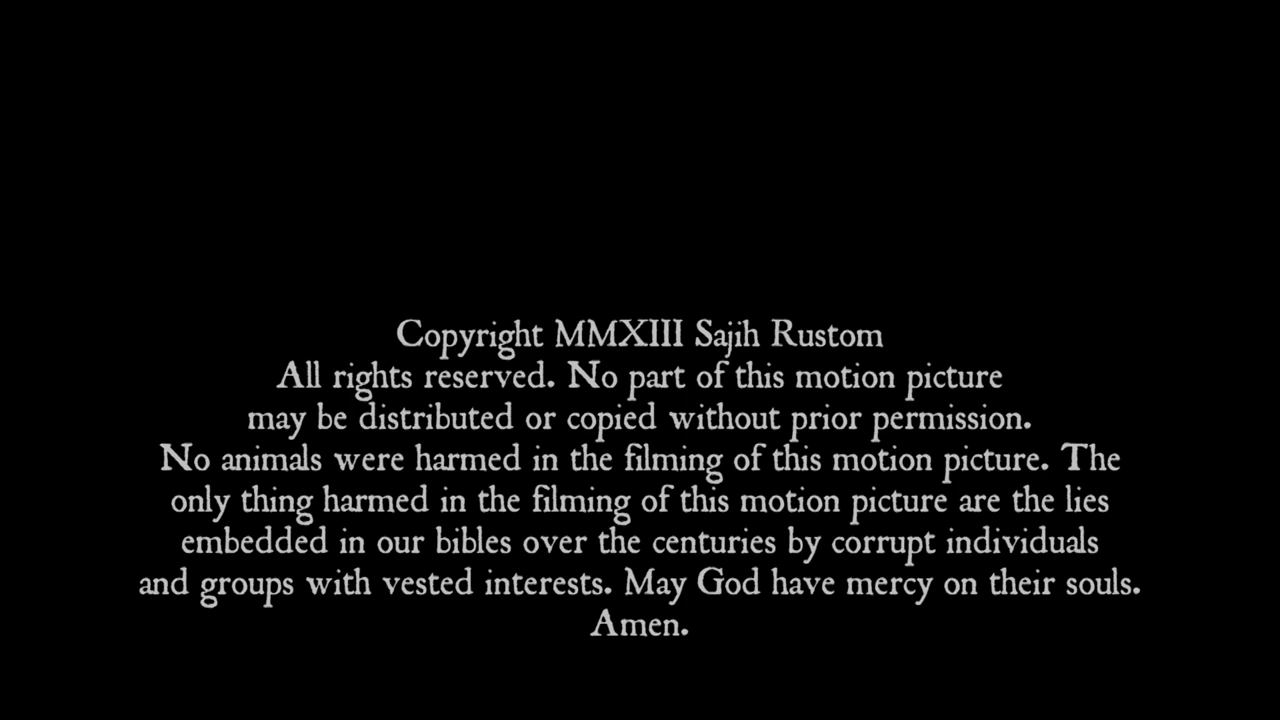 Copyright MMXIII Sajih Rustom
All rights reserved. No part of this motion picture
may be distributed or copied without prior permission.
No animals were harmed in the filming of this motion picture. The
only thing harmed in the filming of this motion picture are the lies
embedded in our bibles over the centuries by corrupt individuals
and groups with vested interests. May God have mercy on their souls.
Amen.